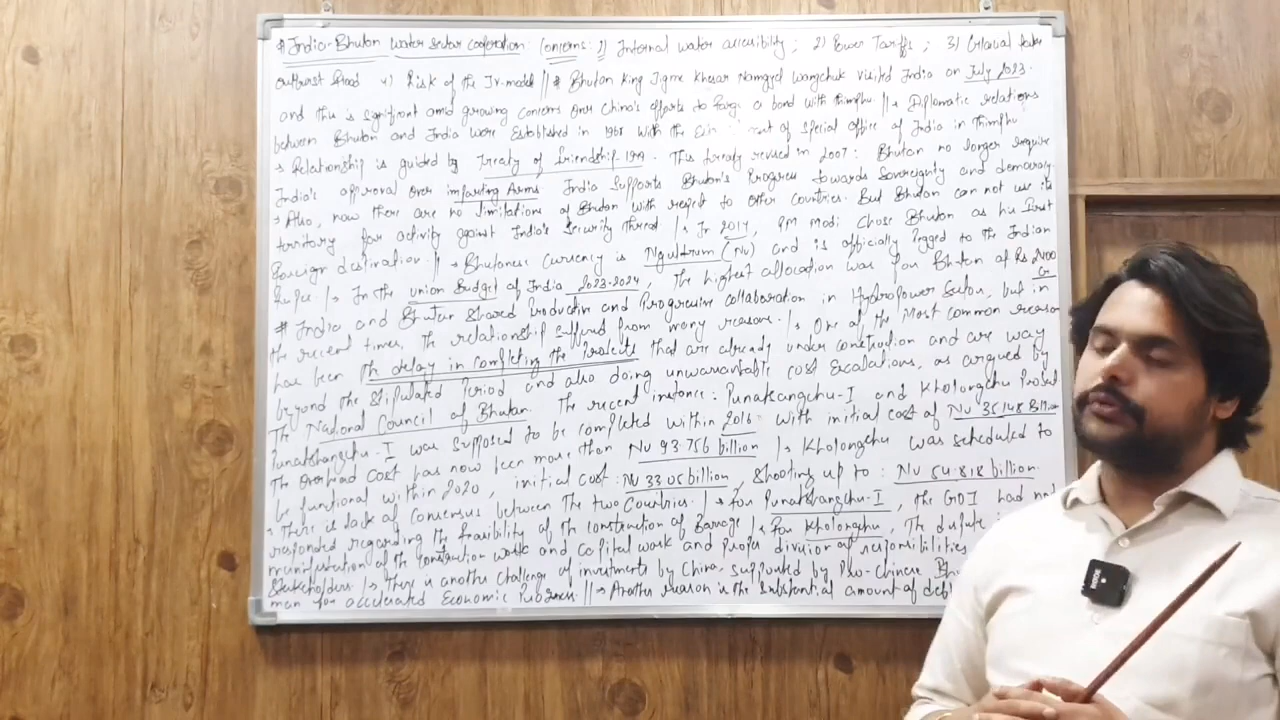 * India-Bhutan Water Sector Cooperation: Concerns: 1) Internal water accessibility; 2) Power Tariffs; 3) Glacial lake
outburst flood 4) Risk of the JV-model || * Bhutan King Jigme Khesar Namgyel Wangchuk visited India on July 2023.
and this is significant amid growing concerns over China's efforts to forge a bond with Thimphu. || → Diplomatic relations
between Bhutan and India were established in 1968 with the of special office of India in Thimphu
→ Relationship is guided by Treaty of friendship-1949. This treaty revised in 2007: Bhutan no longer require
India's approval over importing Arms India supports Bhutan's Progress towards Sovereignty and democracy.
→ Also, now there are no limitations of Bhutan with respect to other countries. But Bhutan can not use its
territory for activity against India's security threat | → In 2014, PM Modi chose Bhutan as his first
foreign destination. || → Bhutanese currency is Ngultrum (Nu) and is officially pegged to the Indian
Rupee. | → In the union Budget of India 2023-2024, The highest allocation was for Bhutan of Rs 2400 Cr
# India and Bhutan shared Productive and Progressive collaboration in Hydropower Sector, but in
the recent times, the relationship suffered from many reasons. | → One of the most common reason
has been the delay in completing the Projects that are already under construction and are way
beyond the stipulated Period and also doing unwarrantable cost escalations, as argued by
The National Council of Bhutan. The recent instance: Punatsangchu-I and Kholongchu Project
Punatshangchu-I was supposed to be completed within 2016 with initial cost of Nu 35.148 Billion
The overhead cost has now been more than Nu 93.756 billion | → Kholongchu was scheduled to
be functional within 2020, initial cost: Nu 33.05 billion, shooting up to: Nu 54.818 billion.
→ There is lack of consensus between the two Countries. | → For Punatshangchu-I, the GOI had not
responded regarding the feasibility of the construction of Barrage | → For Kholongchu, The
of the construction work and capital work and proper division of responsibilities
Stakeholders. | → There is another challenge of investments by China, supported by Pro-Chinese
man for accelerated Economic Progress. || → Another reason is the substantial amount of debt